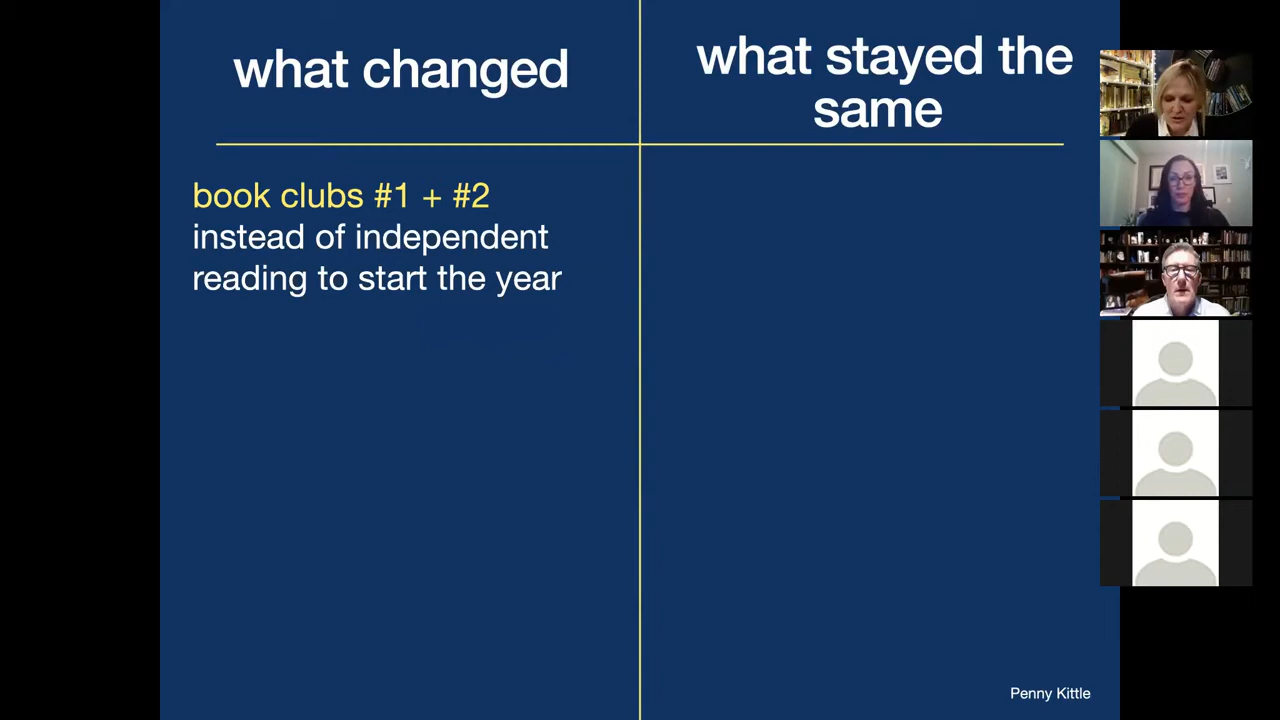 what changed
what stayed the
same
book clubs #1 + #2
instead of independent
reading to start the year
Penny Kittle